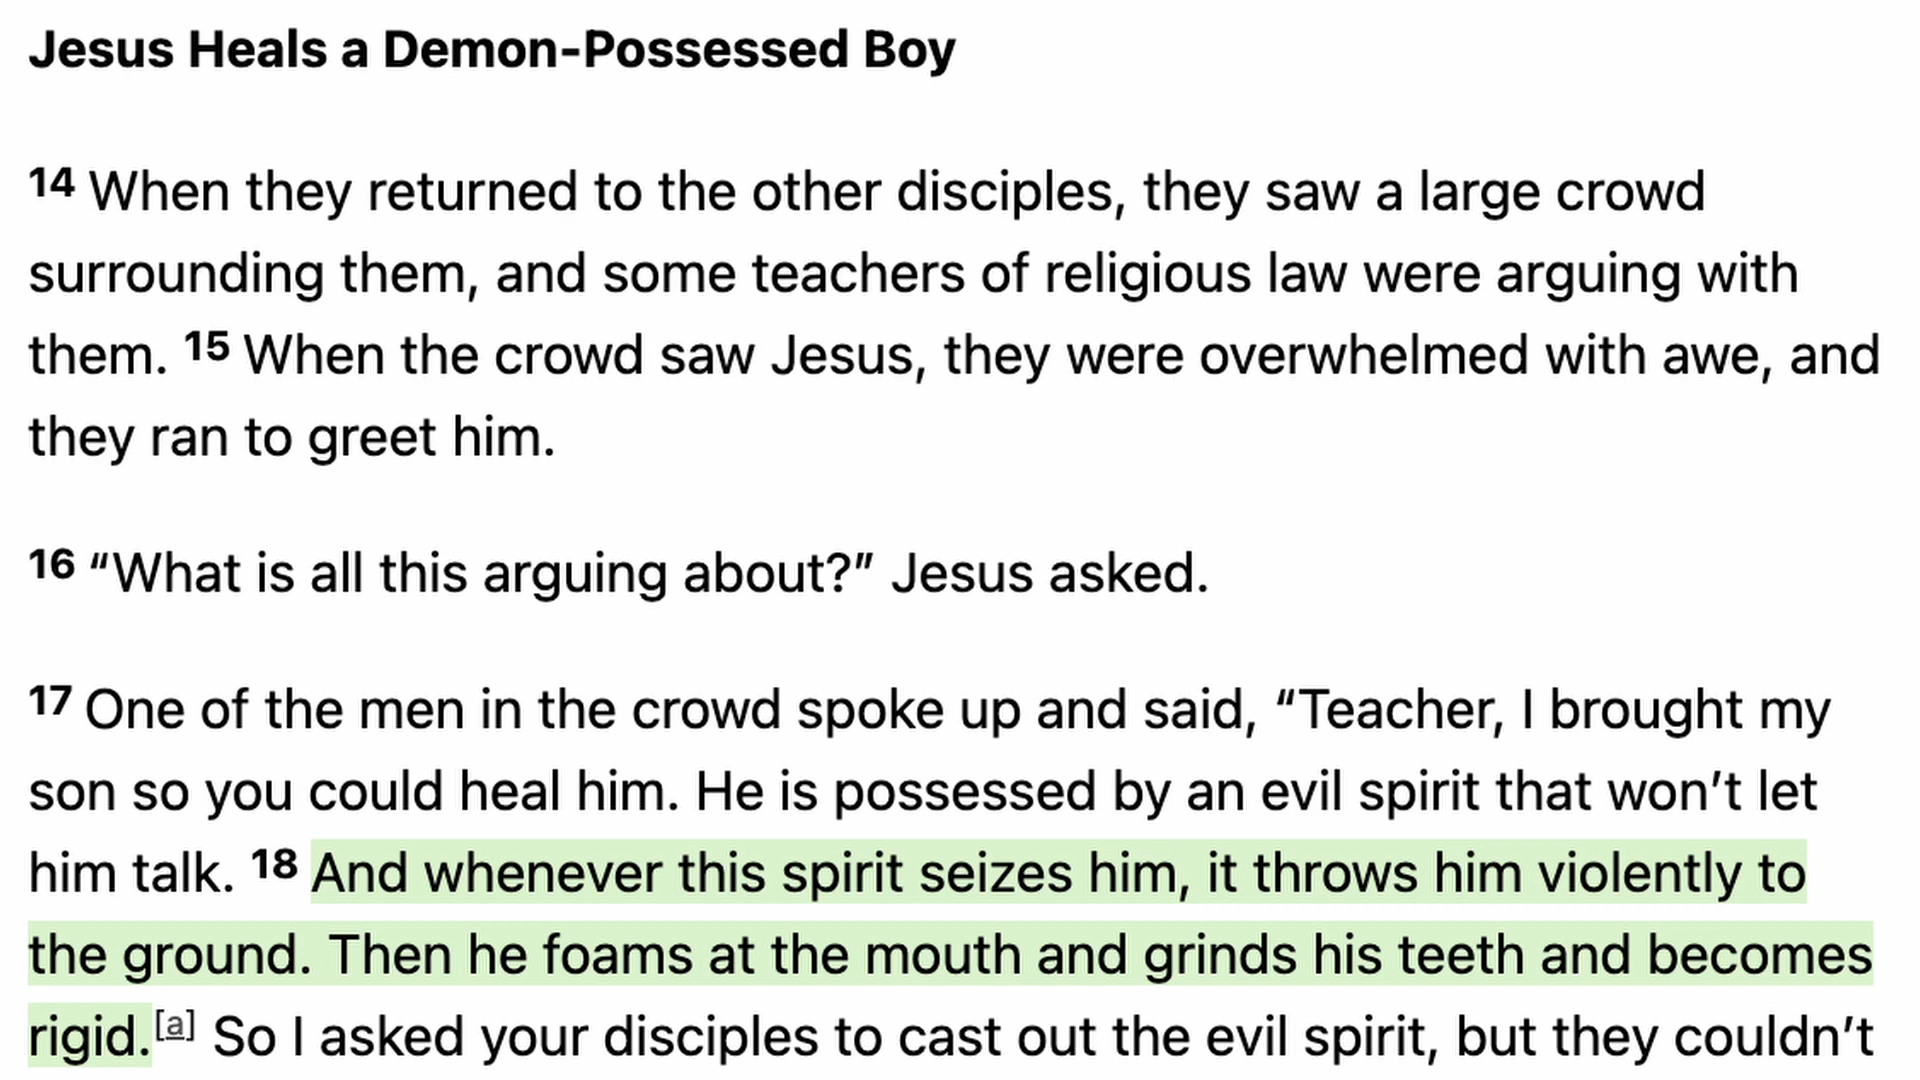 Jesus Heals a Demon-Possessed Boy
14 When they returned to the other disciples, they saw a large crowd
surrounding them, and some teachers of religious law were arguing with
them. 15 When the crowd saw Jesus, they were overwhelmed with awe, and
they ran to greet him.
16 “What is all this arguing about?” Jesus asked.
17 One of the men in the crowd spoke up and said, “Teacher, I brought my
son so you could heal him. He is possessed by an evil spirit that won’t let
him talk. 18 And whenever this spirit seizes him, it throws him violently to
the ground. Then he foams at the mouth and grinds his teeth and becomes
rigid.[a] So I asked your disciples to cast out the evil spirit, but they couldn’t